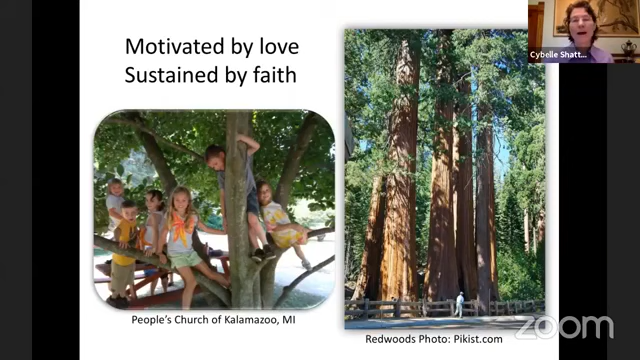 Motivated by love
Sustained by faith
Cybelle Shatt...
People's Church of Kalamazoo, MI
Redwoods Photo: Pikist.com
zoom